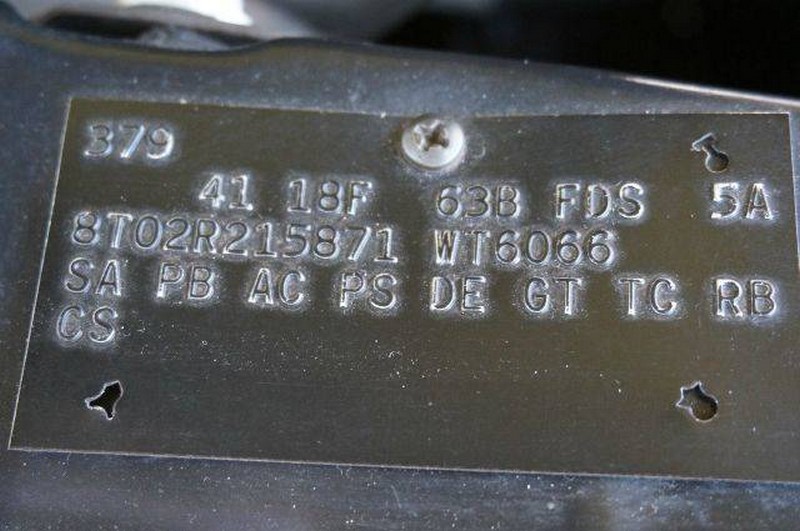 379
41 18F 63B FDS 5A
8T02R215871 WT6066
SA PB AC PS DE GT TC RB
CS